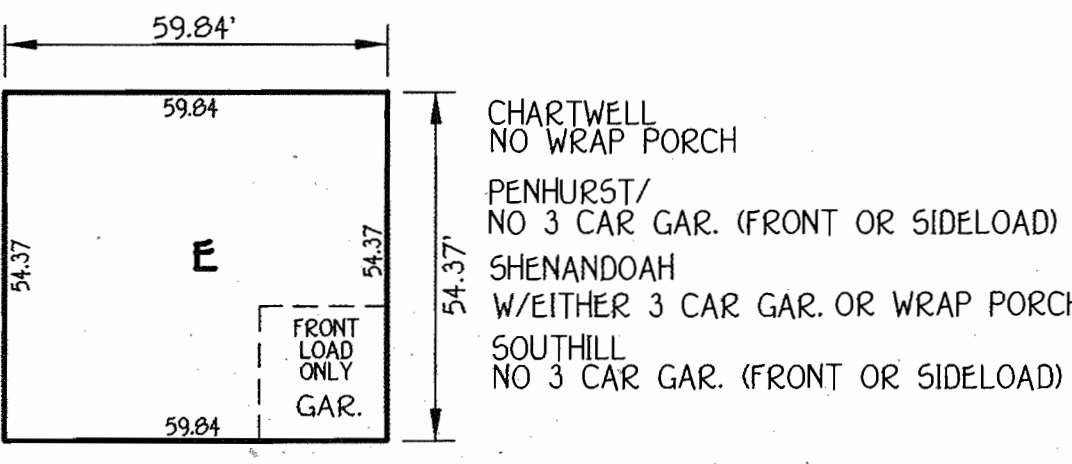 59.84'
59.84
CHARTWELL
NO WRAP PORCH
PENHURST/
NO 3 CAR GAR. (FRONT OR SIDELOAD)
54.37
E
54.37
54.37'
SHENANDOAH
W/EITHER 3 CAR GAR. OR WRAP PORCH
FRONT
LOAD
ONLY
GAR.
SOUTHILL
NO 3 CAR GAR. (FRONT OR SIDELOAD)
59.84